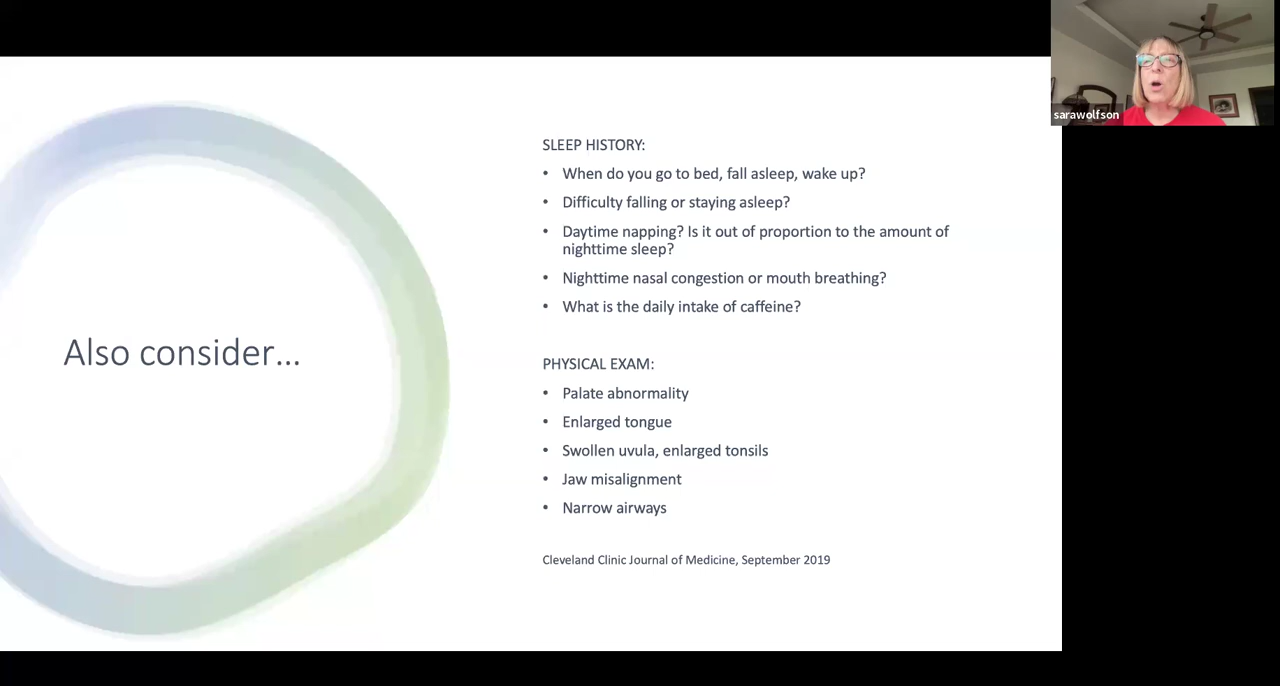 sarawolfson
Also consider...
SLEEP HISTORY:
• When do you go to bed, fall asleep, wake up?
• Difficulty falling or staying asleep?
• Daytime napping? Is it out of proportion to the amount of
nighttime sleep?
• Nighttime nasal congestion or mouth breathing?
• What is the daily intake of caffeine?
PHYSICAL EXAM:
• Palate abnormality
• Enlarged tongue
• Swollen uvula, enlarged tonsils
• Jaw misalignment
• Narrow airways
Cleveland Clinic Journal of Medicine, September 2019